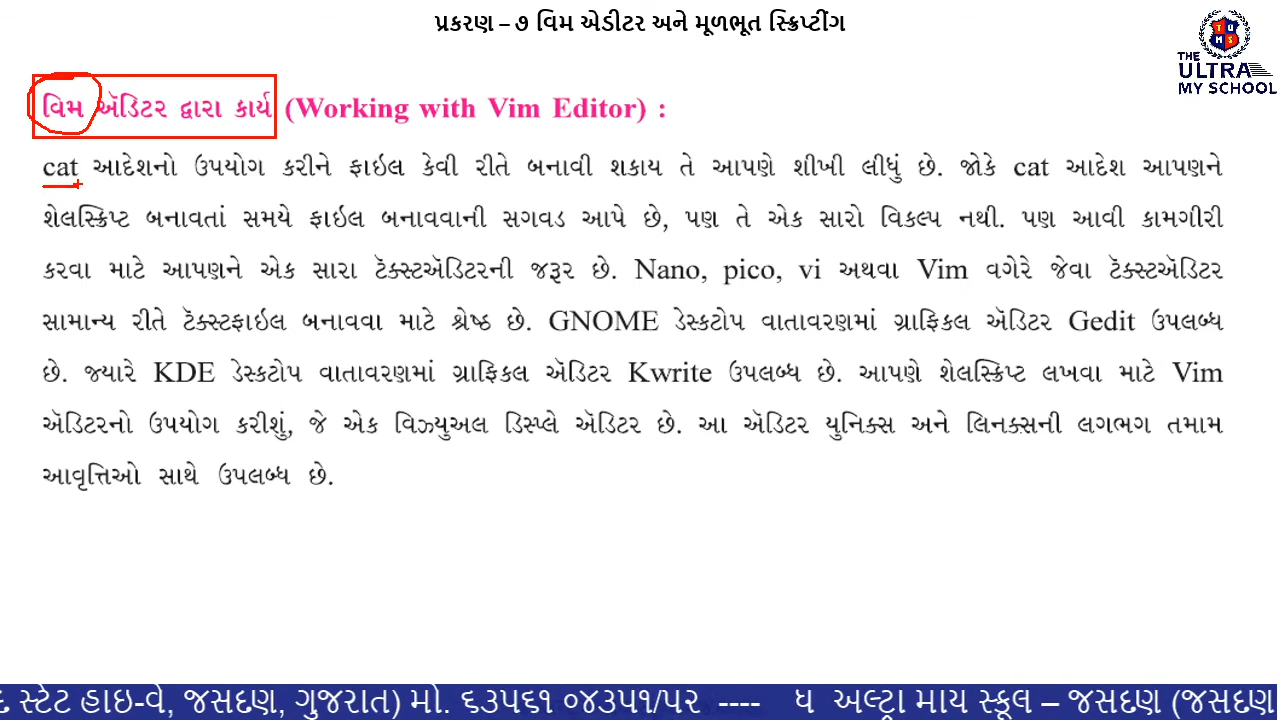 પ્રકરણ – ૭ વિમ એડીટર અને મૂળભૂત સ્ક્રિપ્ટીંગ
THE
ULTRA
MY SCHOOL
T U
M S
વિમ ઍડિટર દ્વારા કાર્ય (Working with Vim Editor) :
cat આદેશનો ઉપયોગ કરીને ફાઇલ કેવી રીતે બનાવી શકાય તે આપણે શીખી લીધું છે. જોકે cat આદેશ આપણને
શેલસ્ક્રિપ્ટ બનાવતાં સમયે ફાઇલ બનાવવાની સગવડ આપે છે, પણ તે એક સારો વિકલ્પ નથી. પણ આવી કામગીરી
કરવા માટે આપણને એક સારા ટૅક્સ્ટઍડિટરની જરૂર છે. Nano, pico, vi અથવા Vim વગેરે જેવા ટૅક્સ્ટઍડિટર
સામાન્ય રીતે ટૅક્સ્ટફાઇલ બનાવવા માટે શ્રેષ્ઠ છે. GNOME ડેસ્કટોપ વાતાવરણમાં ગ્રાફિકલ ઍડિટર Gedit ઉપલબ્ધ
છે. જ્યારે KDE ડેસ્કટોપ વાતાવરણમાં ગ્રાફિકલ ઍડિટર Kwrite ઉપલબ્ધ છે. આપણે શેલસ્ક્રિપ્ટ લખવા માટે Vim
ઍડિટરનો ઉપયોગ કરીશું, જે એક વિઝ્યુઅલ ડિસ્પ્લે ઍડિટર છે. આ ઍડિટર યુનિક્સ અને લિનક્સની લગભગ તમામ
આવૃત્તિઓ સાથે ઉપલબ્ધ છે.
સ્ટેટ હાઇ-વે, જસદણ, ગુજરાત) મો. ૬૩૫૬૧ ૦૪૩૫૧/૫૨ ---- ધ અલ્ટ્રા માય સ્કૂલ – જસદણ (જસદણ